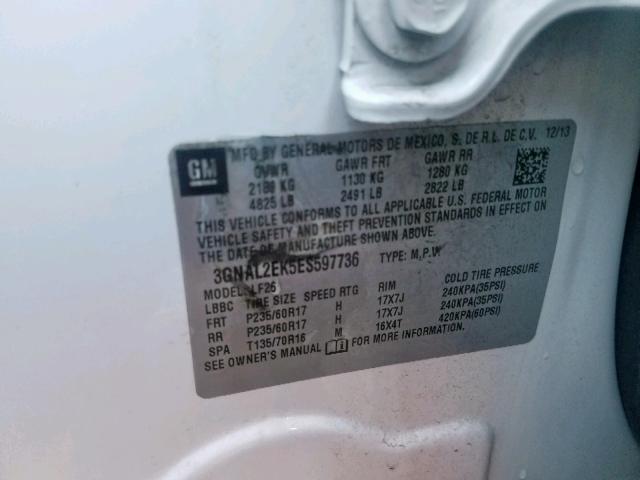 GM
MFD BY GENERAL MOTORS DE MEXICO, S. DE R.L. DE C.V. 12/13
GVWR GAWR FRT GAWR RR
2189 KG 1130 KG 1280 KG
4825 LB 2491 LB 2822 LB
THIS VEHICLE CONFORMS TO ALL APPLICABLE U.S. FEDERAL MOTOR
VEHICLE SAFETY AND THEFT PREVENTION STANDARDS IN EFFECT ON
THE DATE OF MANUFACTURE SHOWN ABOVE.
3GNAL2EK5ES597736 TYPE: M.P.V.
MODEL: LF26
LBBC TIRE SIZE SPEED RTG RIM COLD TIRE PRESSURE
FRT P235/60R17 H 17X7J 240KPA(35PSI)
RR P235/60R17 H 17X7J 240KPA(35PSI)
SPA T135/70R16 M 16X4T 420KPA(60PSI)
SEE OWNER'S MANUAL FOR MORE INFORMATION.